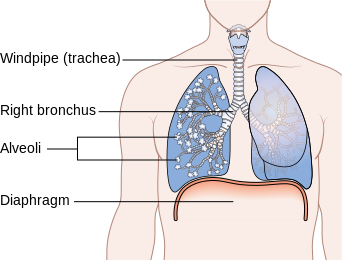 Windpipe (trachea)
Right bronchus
Alveoli
Diaphragm